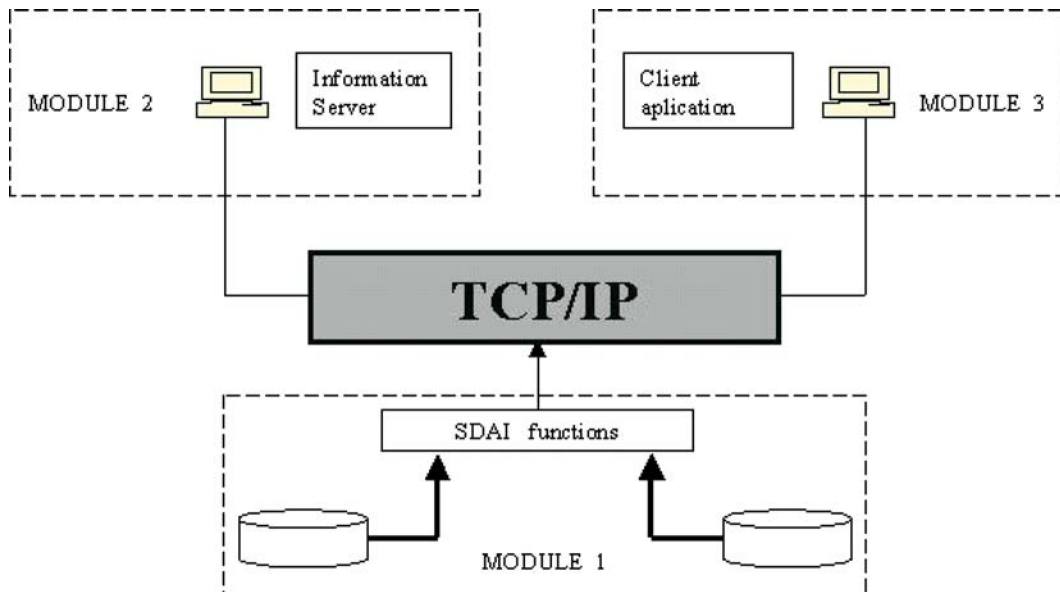 MODULE 2
Information
Server
Client
aplication
MODULE 3
TCP/IP
SDAI functions
MODULE 1